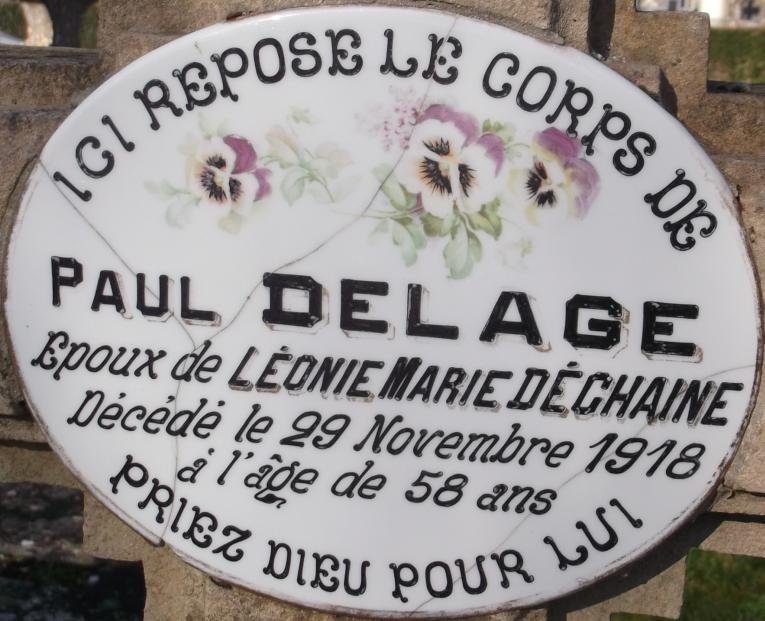 ICI REPOSE LE CORPS DE
PAUL DELAGE
Epoux de LÉONIE MARIE DÉCHAINE
Décédé le 29 Novembre 1918
á l'âge de 58 ans
PRIEZ DIEU POUR LUI